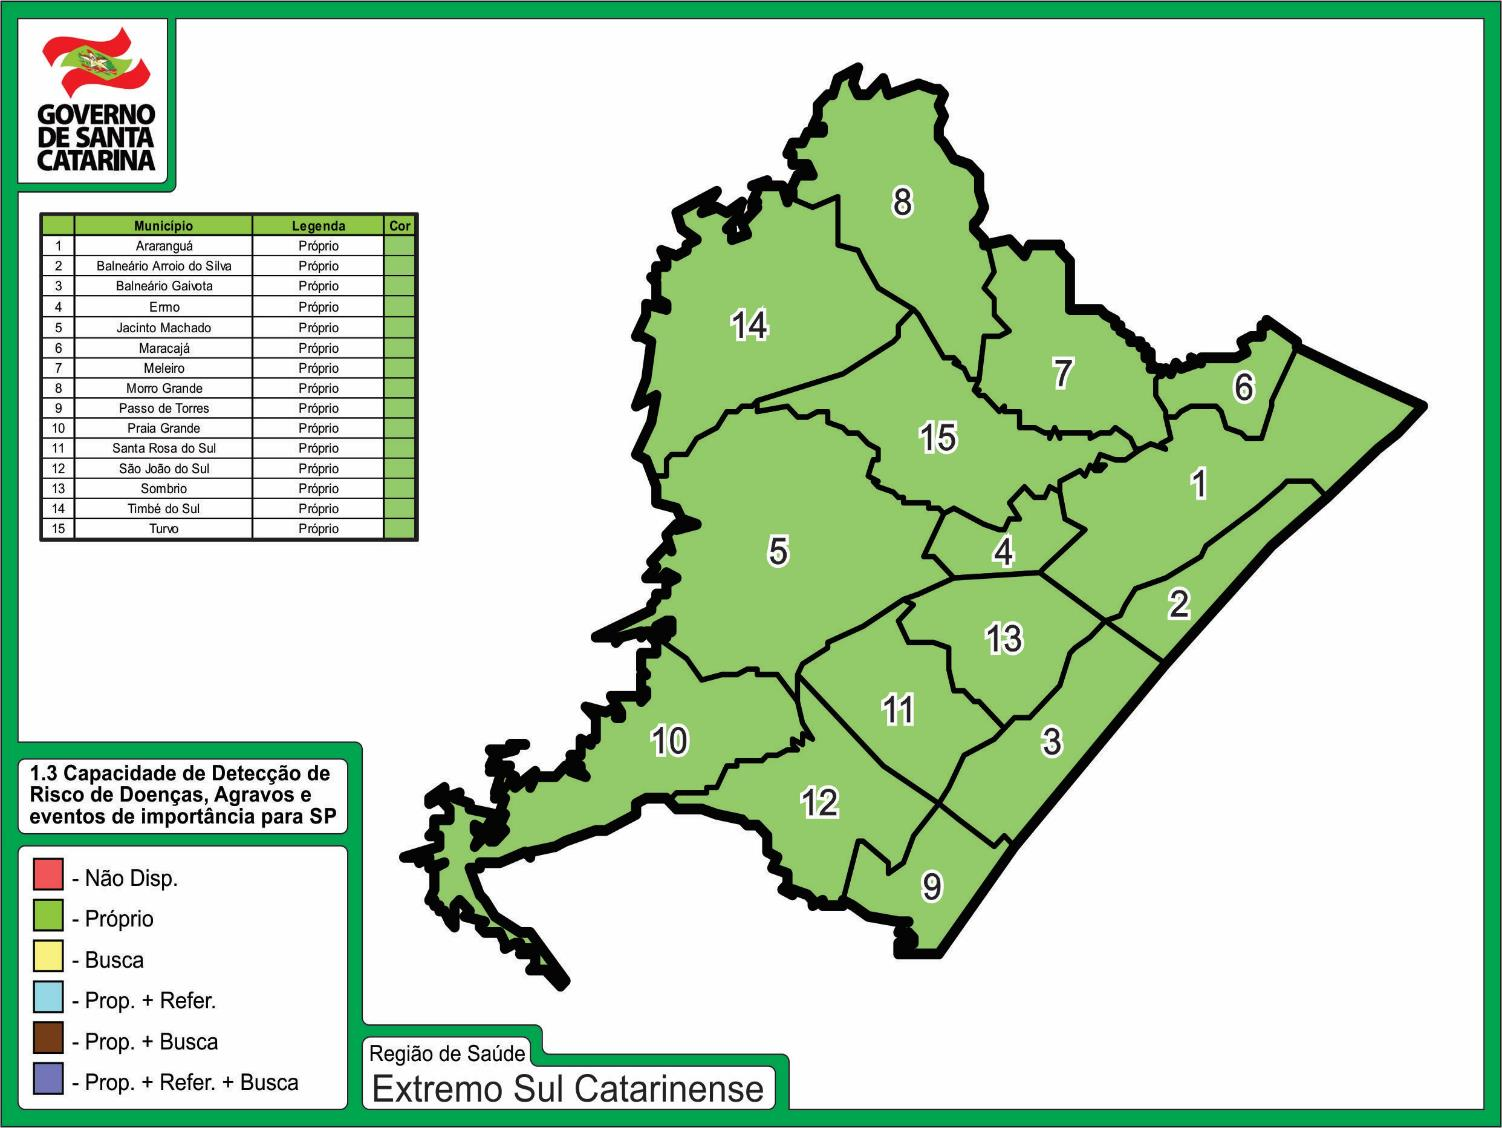 GOVERNO
DE SANTA
CATARINA
Município Legenda Cor
1 Araranguá Próprio
2 Balneário Arroio do Silva Próprio
3 Balneário Gaivota Próprio
4 Ermo Próprio
5 Jacinto Machado Próprio
6 Maracajá Próprio
7 Meleiro Próprio
8 Morro Grande Próprio
9 Passo de Torres Próprio
10 Praia Grande Próprio
11 Santa Rosa do Sul Próprio
12 São João do Sul Próprio
13 Sombrio Próprio
14 Timbé do Sul Próprio
15 Turvo Próprio
8
14
7
6
15
1
5
4
2
13
11
10
3
12
9
1.3 Capacidade de Detecção de
Risco de Doenças, Agravos e
eventos de importância para SP
- Não Disp.
- Próprio
- Busca
- Prop. + Refer.
- Prop. + Busca
- Prop. + Refer. + Busca
Região de Saúde
Extremo Sul Catarinense